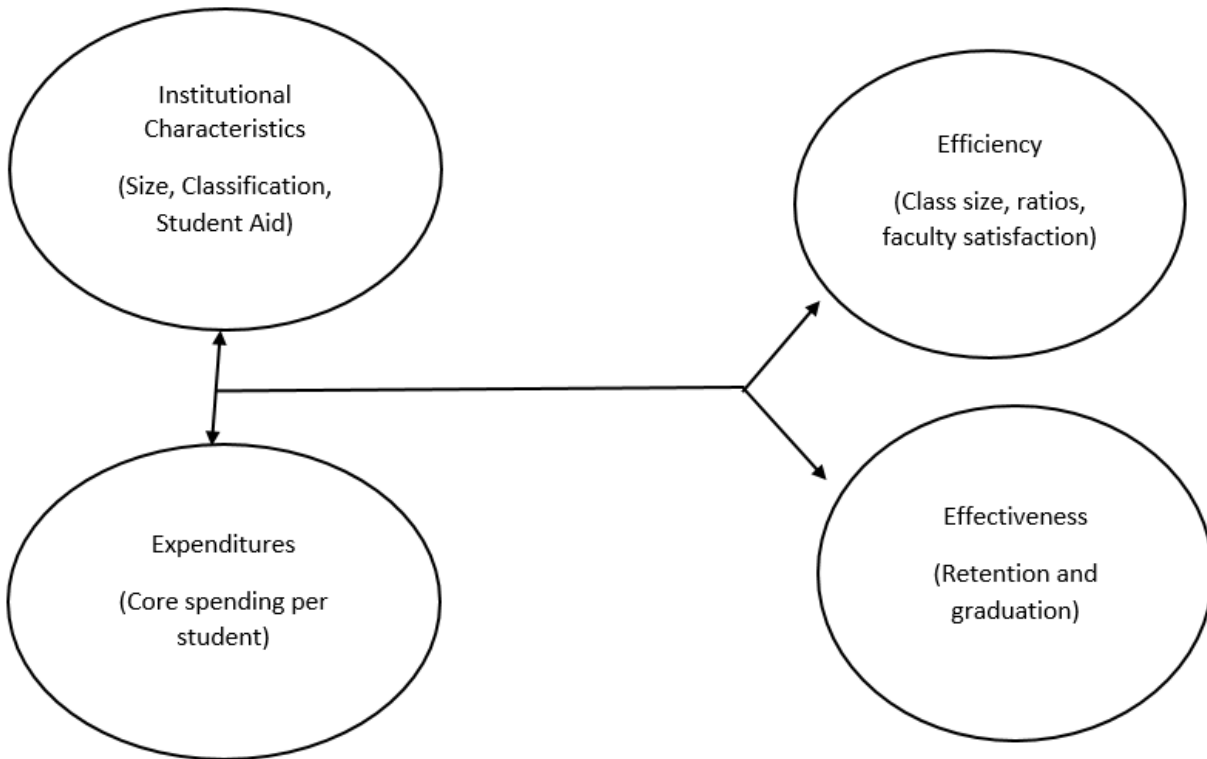 Institutional
Characteristics
(Size, Classification,
Student Aid)
Efficiency
(Class size, ratios,
faculty satisfaction)
Expenditures
(Core spending per
student)
Effectiveness
(Retention and
graduation)